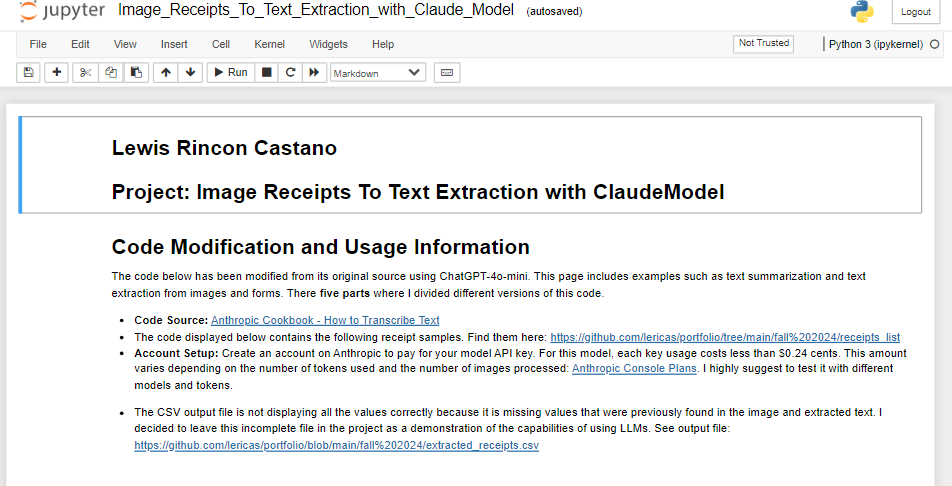 jupyter Image_Receipts_To_Text_Extraction_with_Claude_Model (autosaved)
Logout
File Edit View Insert Cell Kernel Widgets Help
Not Trusted
Python 3 (ipykernel)
Run
Markdown
Lewis Rincon Castano
Project: Image Receipts To Text Extraction with ClaudeModel
Code Modification and Usage Information
The code below has been modified from its original source using ChatGPT-4o-mini. This page includes examples such as text summarization and text
extraction from images and forms. There five parts where I divided different versions of this code.
• Code Source: Anthropic Cookbook - How to Transcribe Text
• The code displayed below contains the following receipt samples. Find them here: https://github.com/lericas/portfolio/tree/main/fall%202024/receipts_list
• Account Setup: Create an account on Anthropic to pay for your model API key. For this model, each key usage costs less than $0.24 cents. This amount
varies depending on the number of tokens used and the number of images processed: Anthropic Console Plans. I highly suggest to test it with different
models and tokens.
• The CSV output file is not displaying all the values correctly because it is missing values that were previously found in the image and extracted text. I
decided to leave this incomplete file in the project as a demonstration of the capabilities of using LLMs. See output file:
https://github.com/lericas/portfolio/blob/main/fall%202024/extracted_receipts.csv